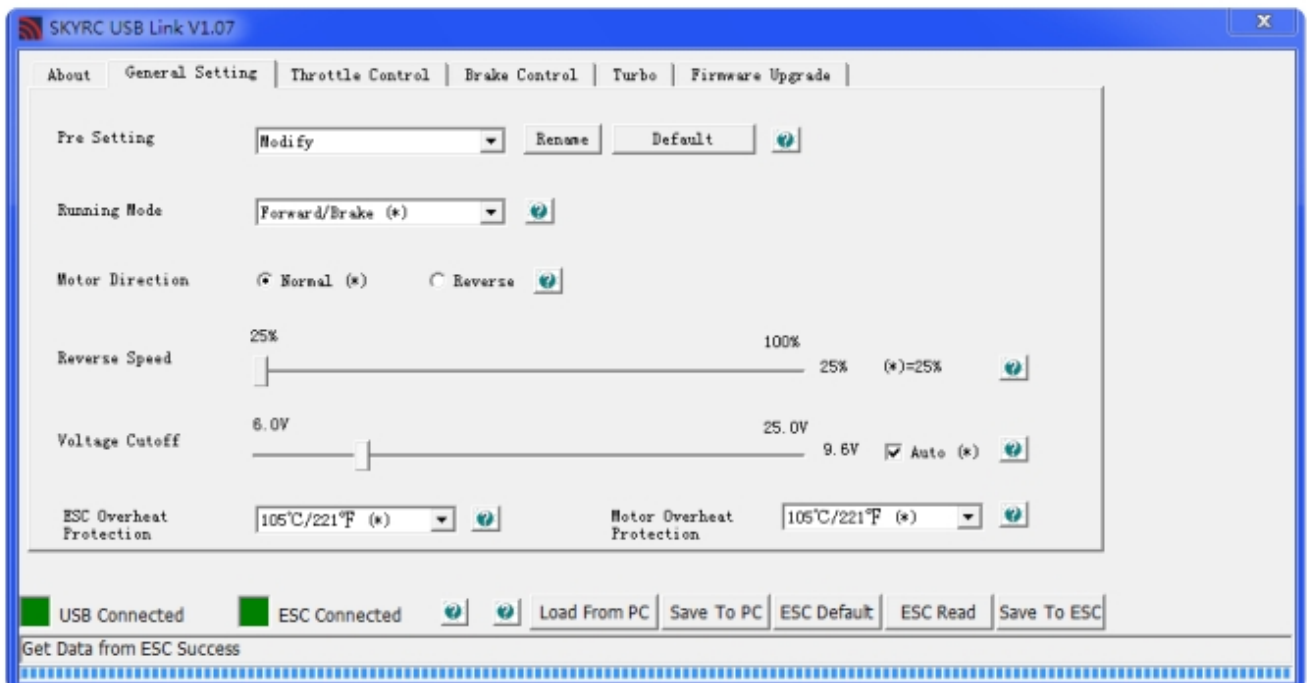 SKYRC USB Link V1.07
About General Setting Throttle Control Brake Control Turbo Firmware Upgrade
Pre Setting Modify Rename Default
Running Mode Forward/Brake (*)
Motor Direction Normal (*) Reverse
25% 100%
Reverse Speed 25% (*)=25%
6.0V 25.0V
Voltage Cutoff 9.6V Auto (*)
ESC Overheat Protection 105℃/221℉ (*) Motor Overheat Protection 105℃/221℉ (*)
USB Connected ESC Connected Load From PC Save To PC ESC Default ESC Read Save To ESC
Get Data from ESC Success